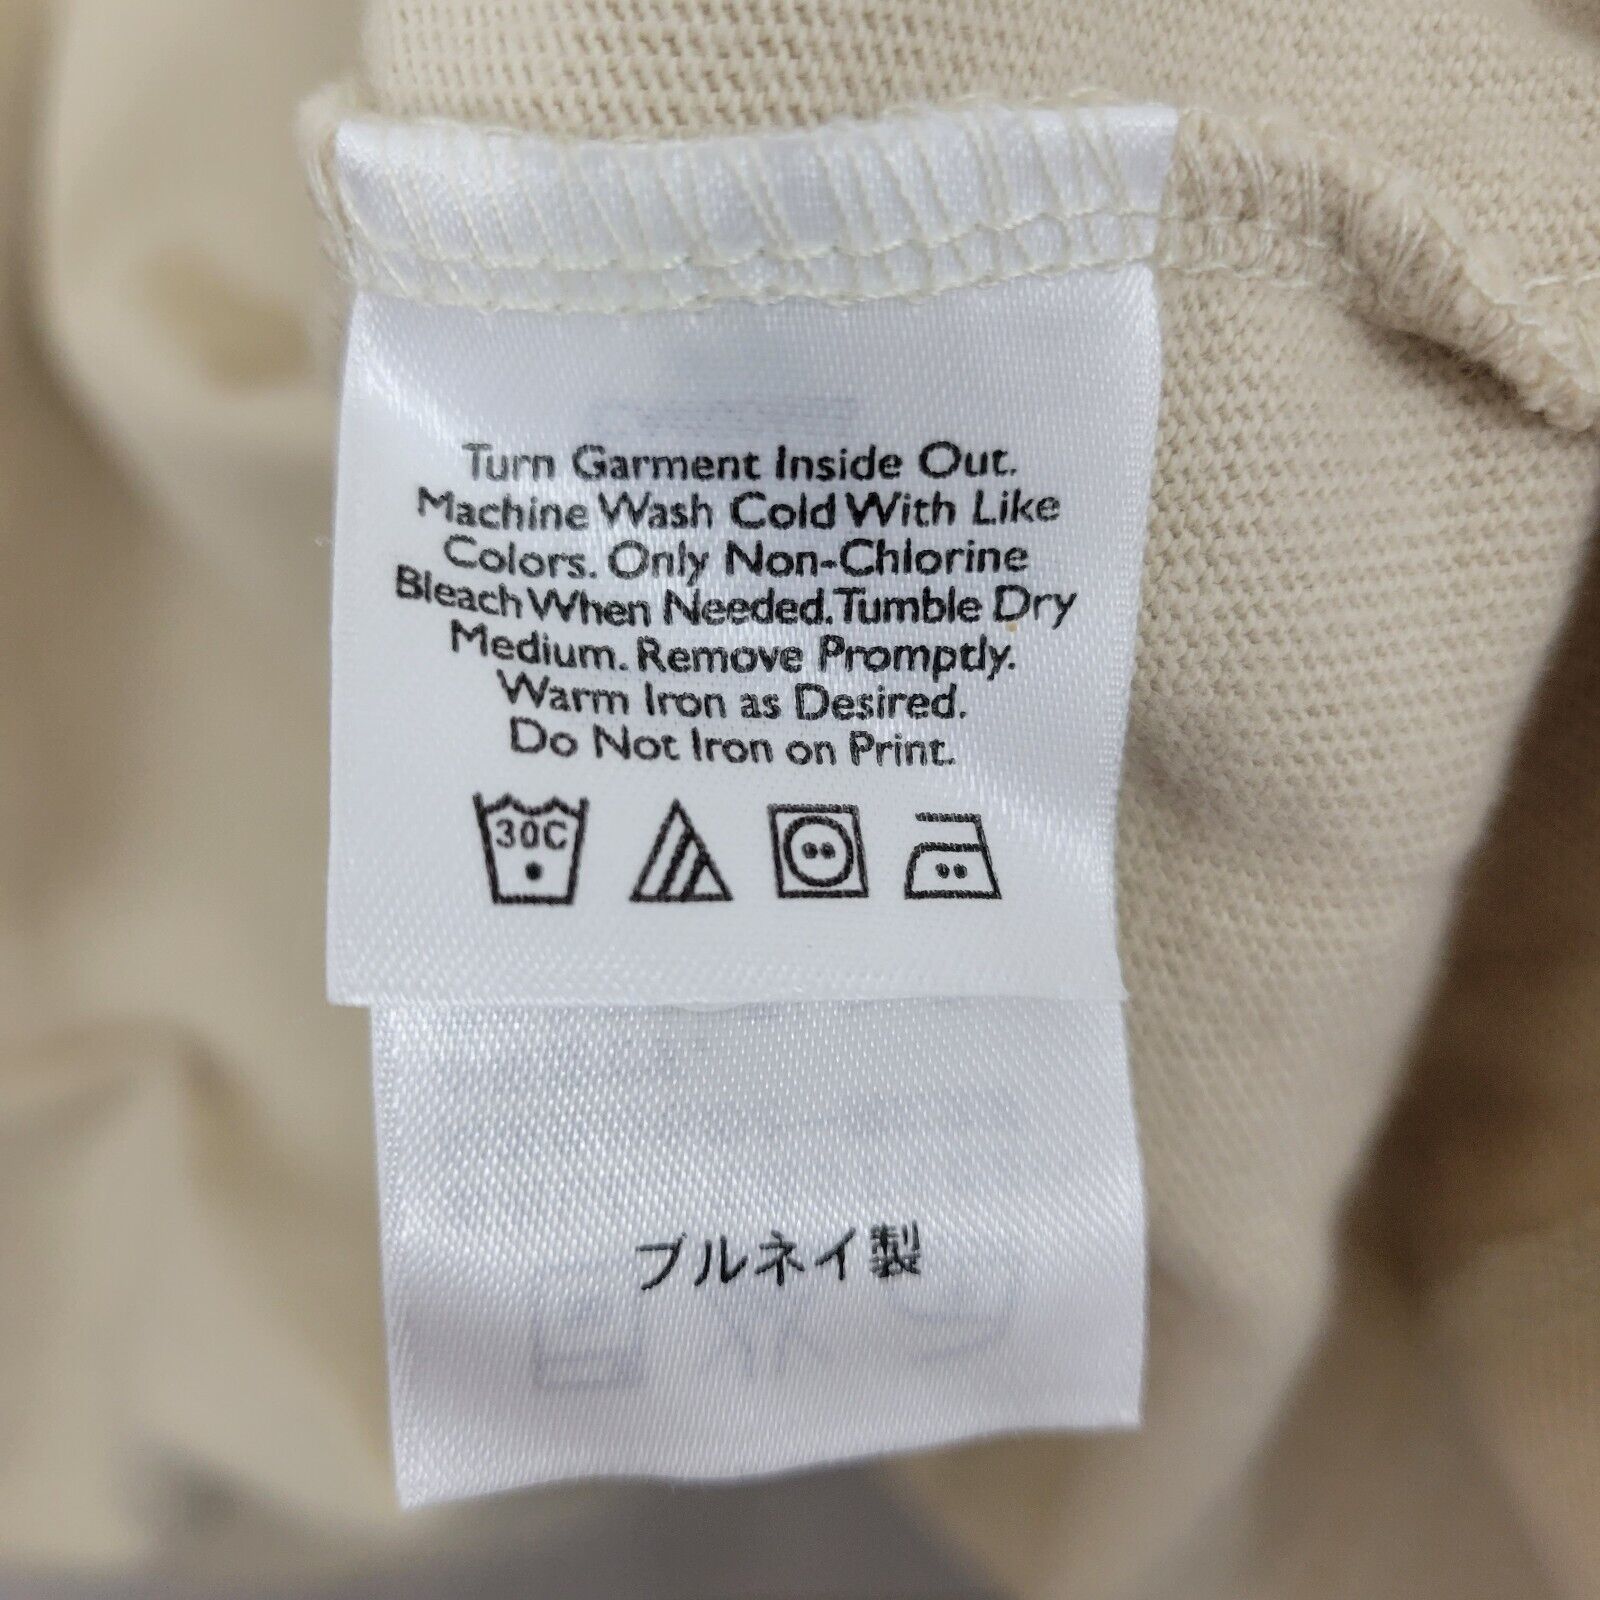 Turn Garment Inside Out.
Machine Wash Cold With Like
Colors. Only Non-Chlorine
Bleach When Needed. Tumble Dry
Medium. Remove Promptly.
Warm Iron as Desired.
Do Not Iron on Print.
30C
ブルネイ製